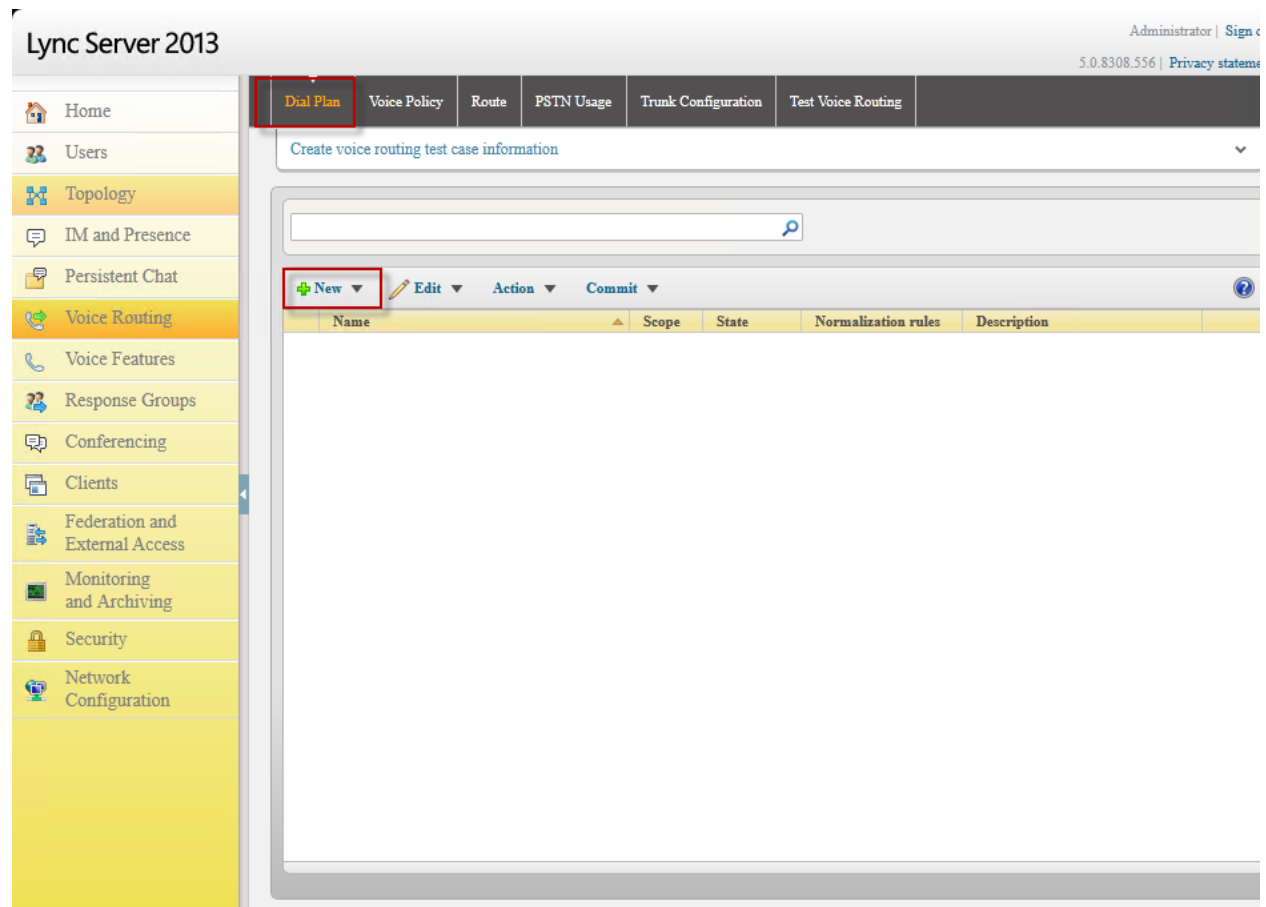 Lync Server 2013
Administrator | Sign
5.0.8308.556 | Privacy stateme
Home
Users
Topology
IM and Presence
Persistent Chat
Voice Routing
Voice Features
Response Groups
Conferencing
Clients
Federation and
External Access
Monitoring
and Archiving
Security
Network
Configuration
Dial Plan Voice Policy Route PSTN Usage Trunk Configuration Test Voice Routing
Create voice routing test case information
New Edit Action Commit
Name Scope State Normalization rules Description